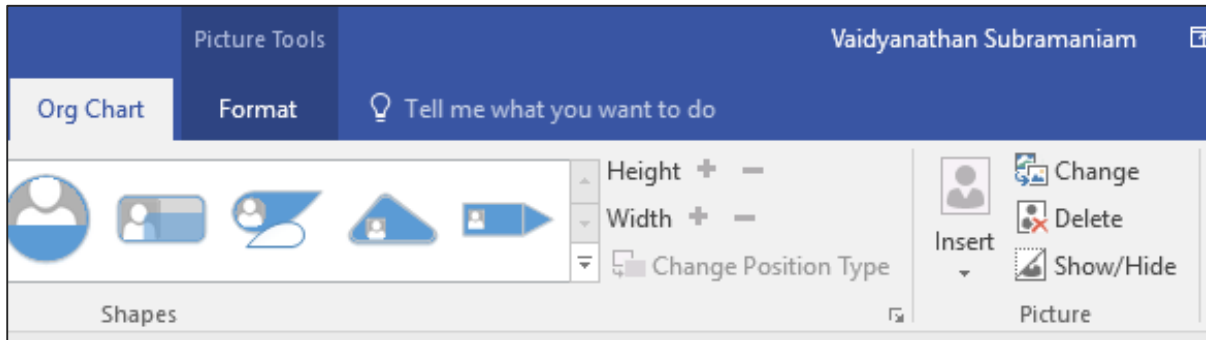 Picture Tools
Vaidyanathan Subramaniam
Org Chart
Format
Tell me what you want to do
Height
Width
Change Position Type
Shapes
Insert
Change
Delete
Show/Hide
Picture